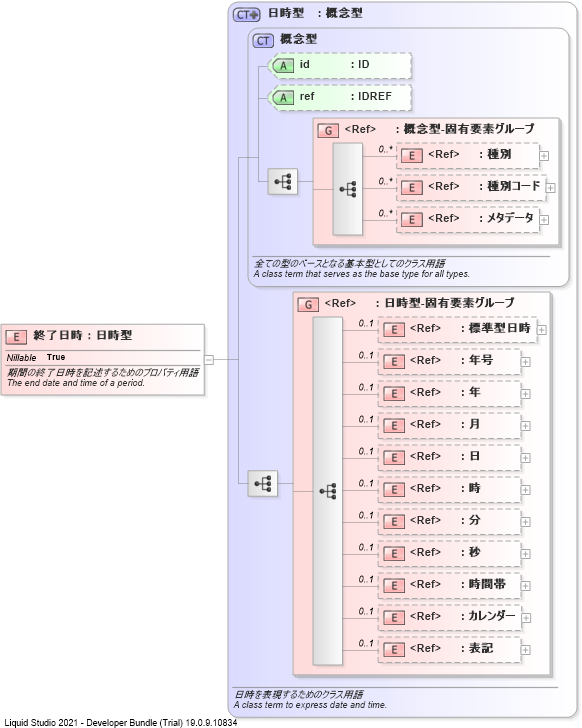 CT 日時型 : 概念型
CT 概念型
A id : ID
A ref : IDREF
G <Ref> : 概念型-固有要素グループ
0..* E <Ref> : 種別
0..* E <Ref> : 種別コード
0..* E <Ref> : メタデータ
全ての型のベースとなる基本型としてのクラス用語
A class term that serves as the base type for all types.
E 終了日時 : 日時型
Nillable True
期間の終了日時を記述するためのプロパティ用語
The end date and time of a period.
G <Ref> : 日時型-固有要素グループ
0..1 E <Ref> : 標準型日時
0..1 E <Ref> : 年号
0..1 E <Ref> : 年
0..1 E <Ref> : 月
0..1 E <Ref> : 日
0..1 E <Ref> : 時
0..1 E <Ref> : 分
0..1 E <Ref> : 秒
0..1 E <Ref> : 時間帯
0..1 E <Ref> : カレンダー
0..1 E <Ref> : 表記
日時を表現するためのクラス用語
A class term to express date and time.
Liquid Studio 2021 - Developer Bundle (Trial) 19.0.9.10834